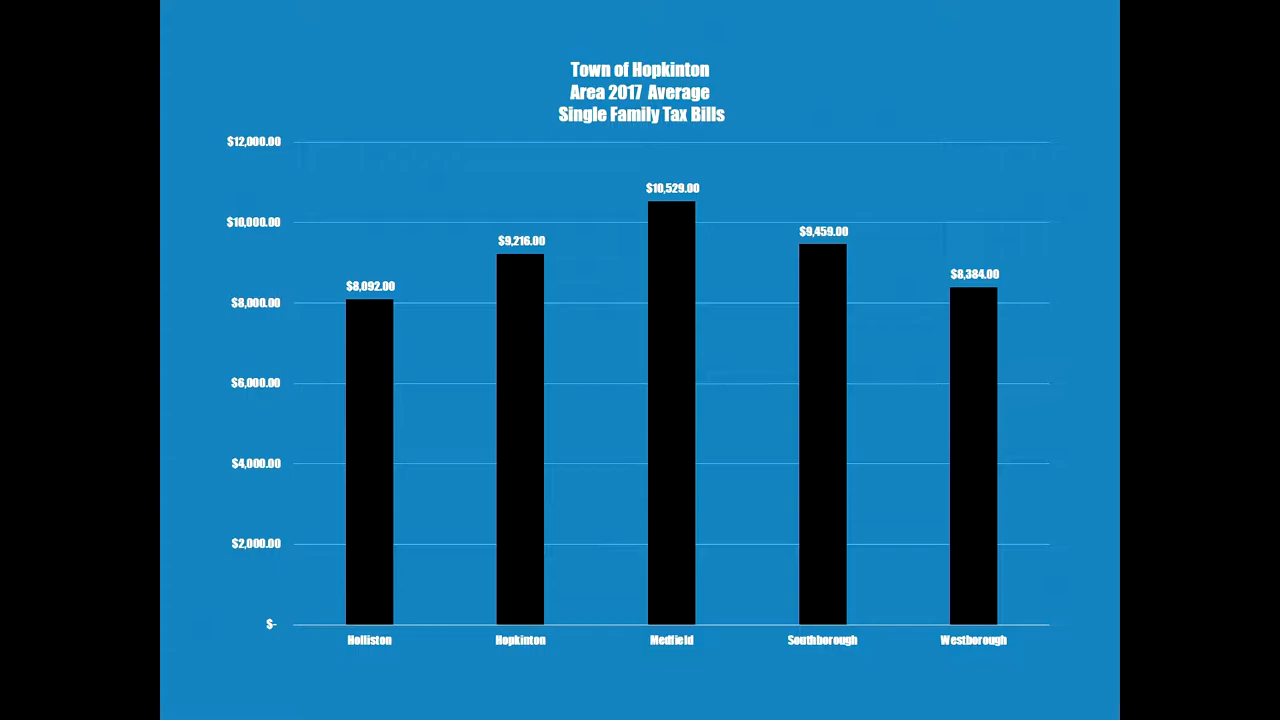 Town of Hopkinton
Area 2017 Average
Single Family Tax Bills
$12,000.00
$10,000.00
$8,000.00
$6,000.00
$4,000.00
$2,000.00
$-
$8,092.00
$9,216.00
$10,529.00
$9,459.00
$8,384.00
Holliston
Hopkinton
Medfield
Southborough
Westborough